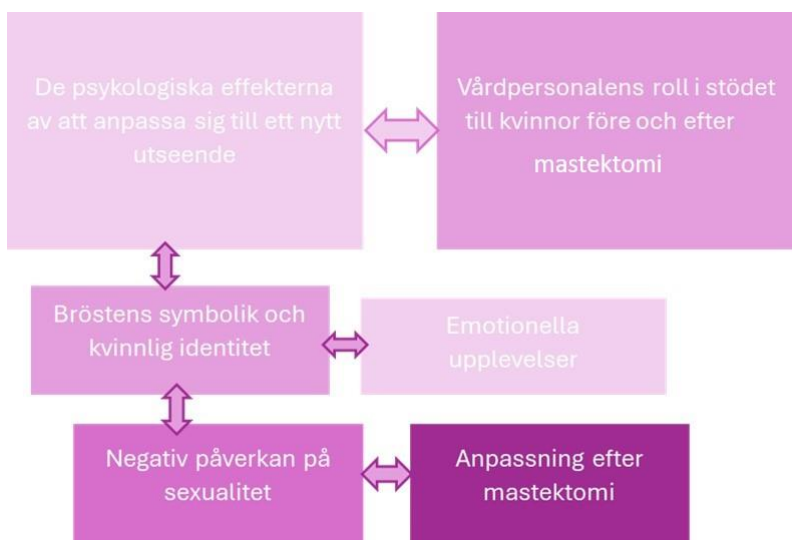 De psykologiska effekterna
av att anpassa sig till ett nytt
utseende
Vårdpersonalens roll i stödet
till kvinnor före och efter
mastektomi
Bröstens symbolik och
kvinnlig identitet
Emotionella
upplevelser
Negativ påverkan på
sexualitet
Anpassning efter
mastektomi